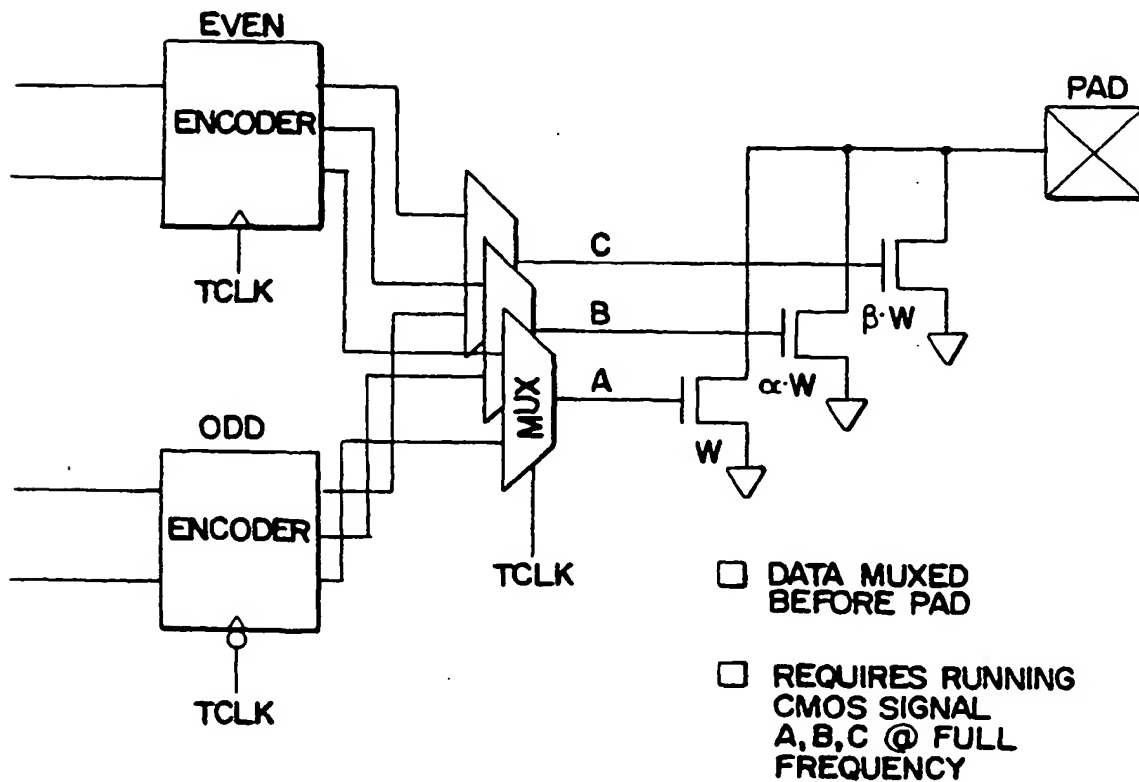 EVEN
ENCODER
TCLK
PAD
C
β·W
B
α·W
A
MUX
W
ODD
ENCODER
TCLK
TCLK
DATA MUXED
BEFORE PAD
REQUIRES RUNNING
CMOS SIGNAL
A, B, C @ FULL
FREQUENCY